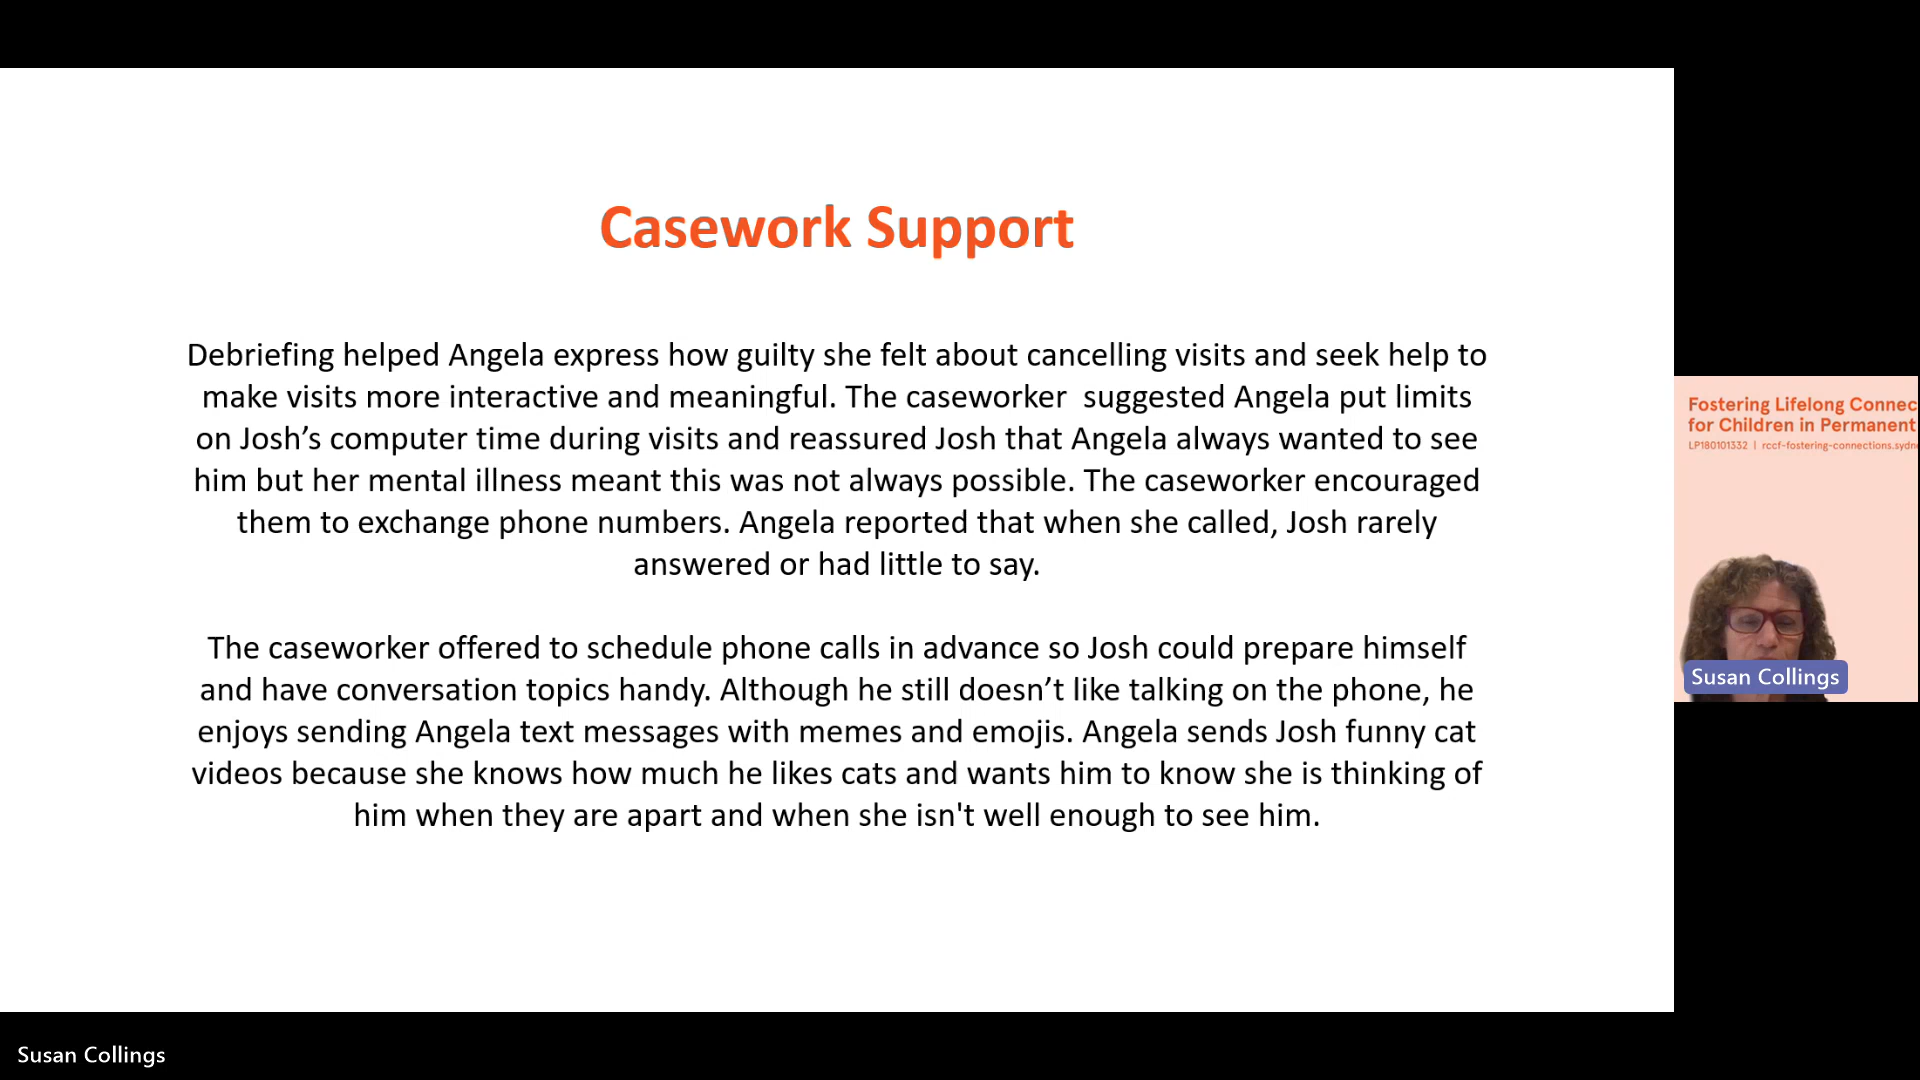 Casework Support
Debriefing helped Angela express how guilty she felt about cancelling visits and seek help to
make visits more interactive and meaningful. The caseworker  suggested Angela put limits
on Josh’s computer time during visits and reassured Josh that Angela always wanted to see
him but her mental illness meant this was not always possible. The caseworker encouraged
them to exchange phone numbers. Angela reported that when she called, Josh rarely
answered or had little to say.
The caseworker offered to schedule phone calls in advance so Josh could prepare himself
and have conversation topics handy. Although he still doesn’t like talking on the phone, he
enjoys sending Angela text messages with memes and emojis. Angela sends Josh funny cat
videos because she knows how much he likes cats and wants him to know she is thinking of
him when they are apart and when she isn't well enough to see him.
Fostering Lifelong Connec
for Children in Permanent
LP180101332 | rccf-fostering-connections.sydn
Susan Collings
Susan Collings